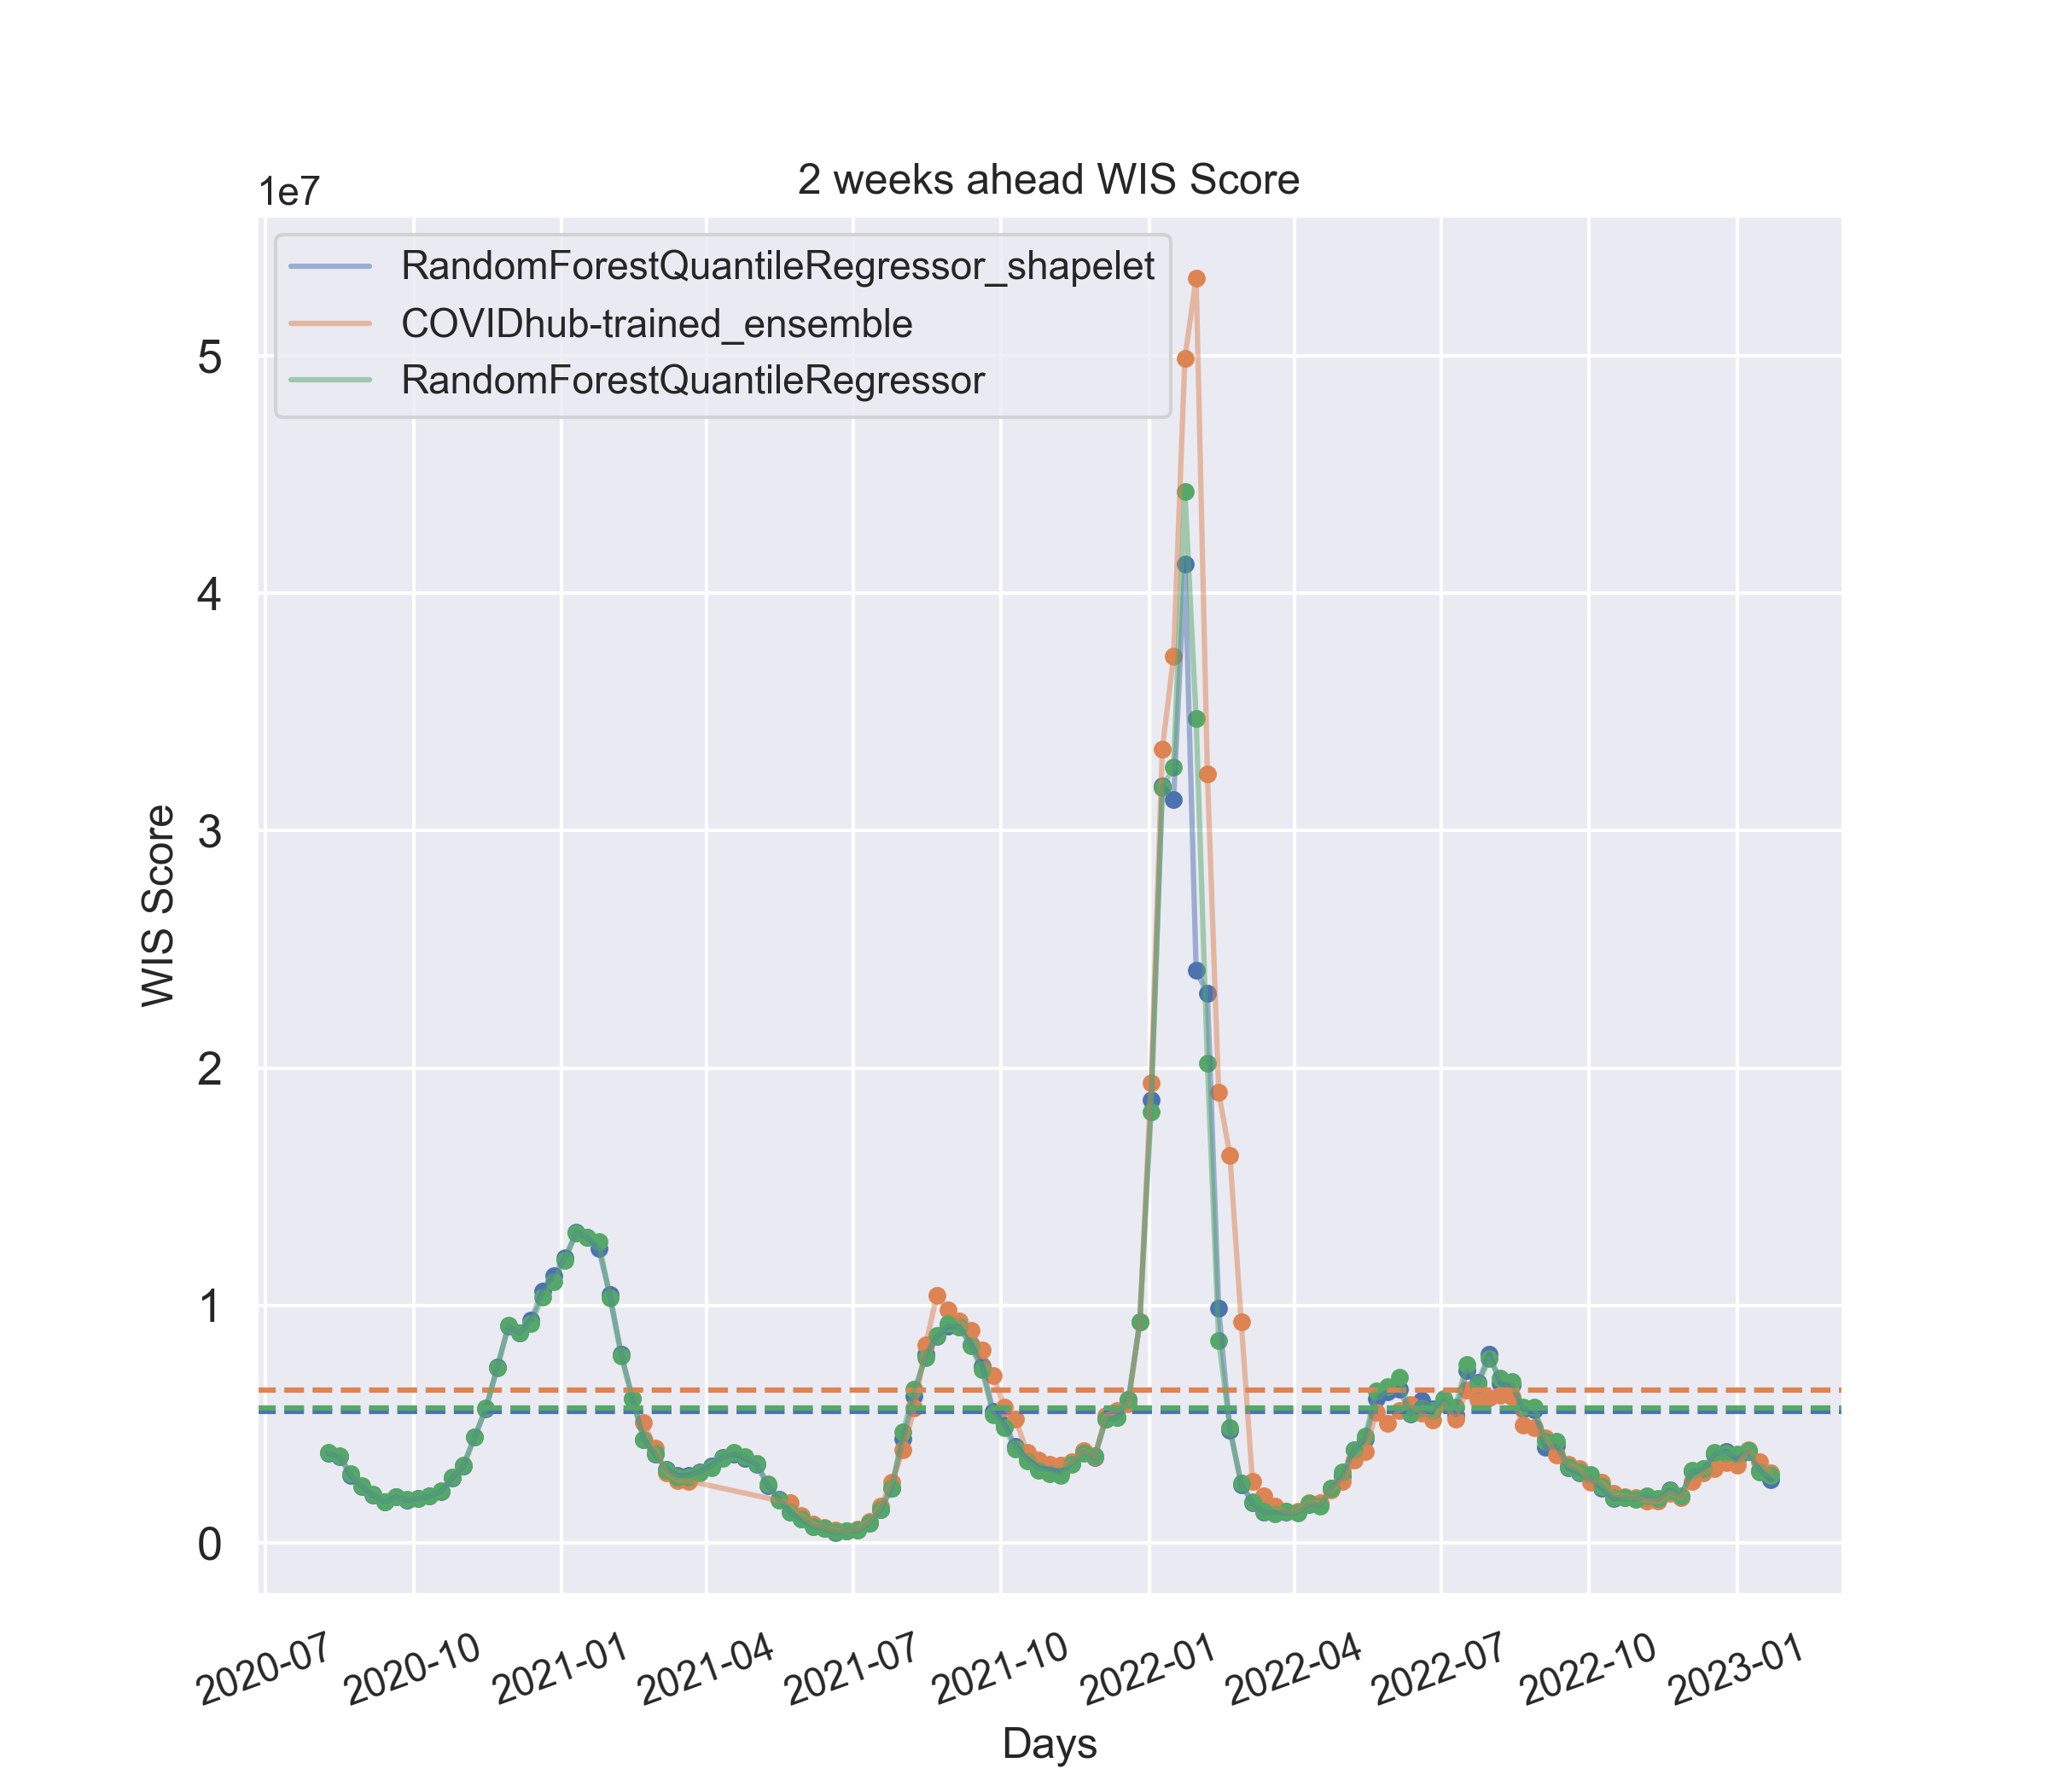 2 weeks ahead WIS Score
1e7
RandomForestQuantileRegressor_shapelet
COVIDhub-trained_ensemble
RandomForestQuantileRegressor
5
4
3
2
1
0
WIS Score
2020-07
2020-10
2021-01
2021-04
2021-07
2021-10
2022-01
2022-04
2022-07
2022-10
2023-01
Days